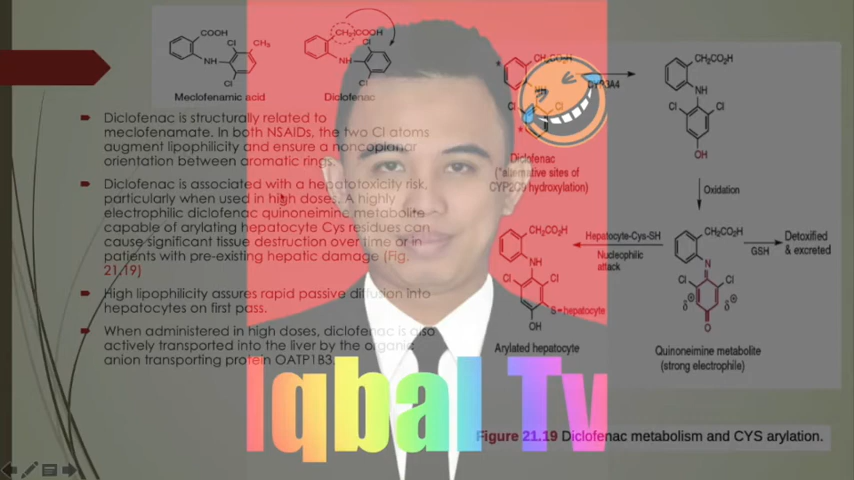 COOH
Cl
CH3
NH
Cl
Meclofenamic acid
CH2COOH
Cl
NH
Cl
Diclofenac
Diclofenac is structurally related to
meclofenamate. In both NSAIDs, the two Cl atoms
augment lipophilicity and ensure a noncoplanar
orientation between aromatic rings.
Diclofenac is associated with a hepatotoxicity risk,
particularly when used in high doses. A highly
electrophilic diclofenac quinoneimine metabolite
capable of arylating hepatocyte Cys residues can
cause significant tissue destruction over time or in
patients with pre-existing hepatic damage (Fig.
21.19)
High lipophilicity assures rapid passive diffusion into
hepatocytes on first pass.
When administered in high doses, diclofenac is also
actively transported into the liver by the organic
anion transporting protein OATP1B3.
CH2CO2H
CYP3A4
Diclofenac
(*alternative sites of
CYP2C9 hydroxylation)
CH2CO2H
NH
Cl Cl
OH
Oxidation
CH2CO2H
N
Cl Cl
δ⊕ δ⊕
O
Quinoneimine metabolite
(strong electrophile)
GSH
Detoxified
& excreted
Hepatocyte-Cys-SH
Nucleophilic
attack
CH2CO2H
NH
Cl Cl
S-hepatocyte
OH
Arylated hepatocyte
Iqbal Tv
Figure 21.19 Diclofenac metabolism and CYS arylation.